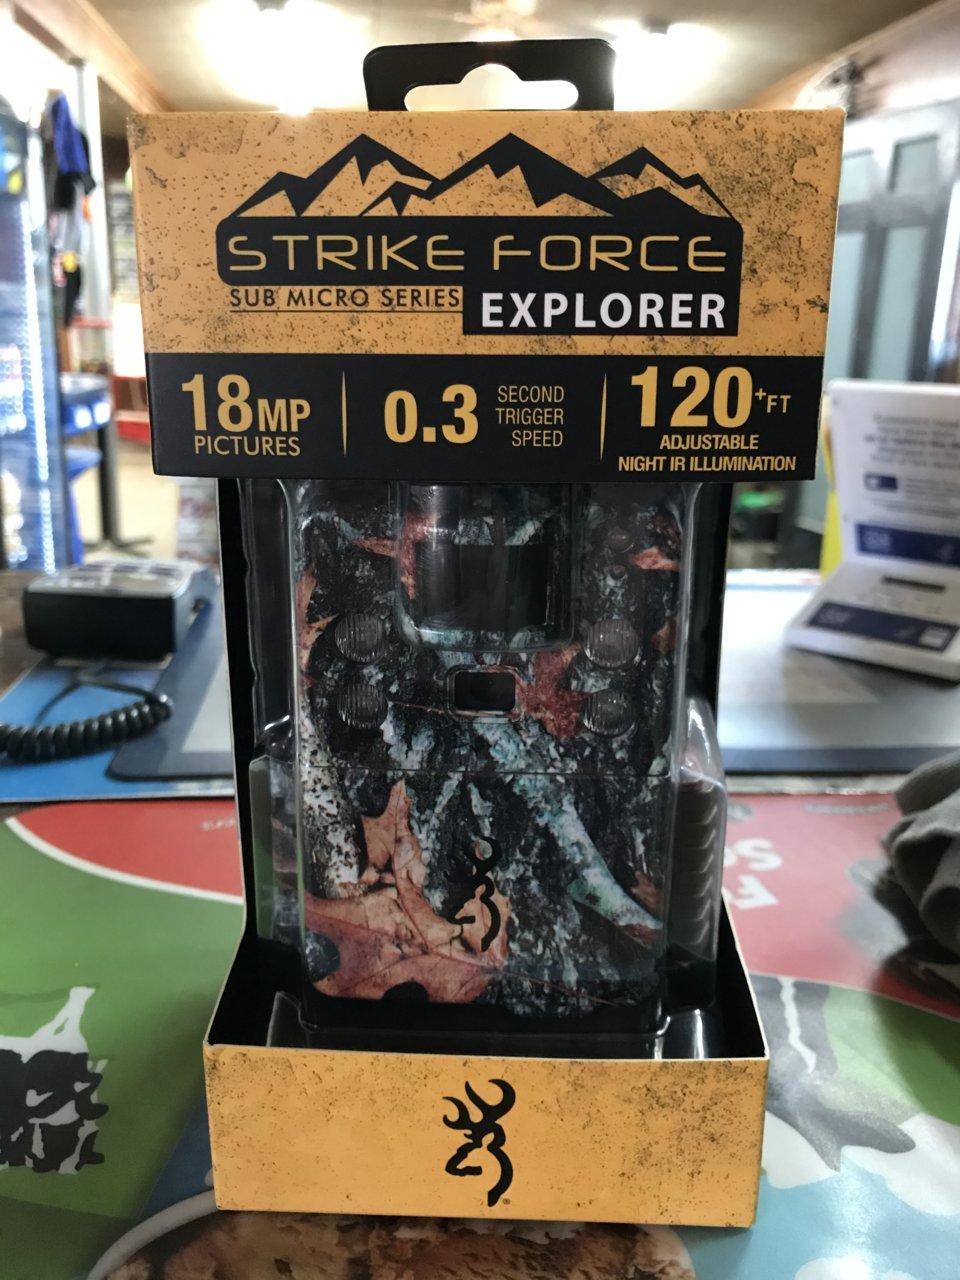 STRIKE FORCE
SUB MICRO SERIES
EXPLORER
18MP
PICTURES
0.3
SECOND
TRIGGER
SPEED
120+FT
ADJUSTABLE
NIGHT IR ILLUMINATION